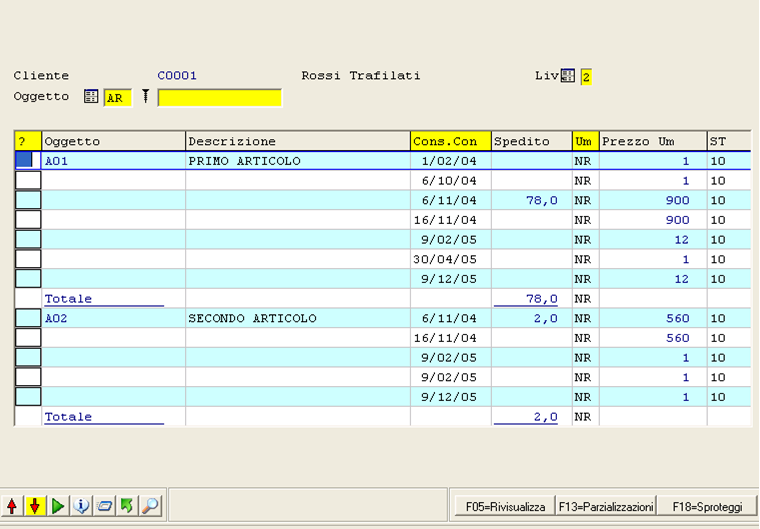 Cliente C0001 Rossi Trafilati Liv 2
Oggetto AR
? Oggetto Descrizione Cons.Con Spedito Um Prezzo Um ST
A01 PRIMO ARTICOLO 1/02/04 NR 1 10
6/10/04 NR 1 10
6/11/04 78,0 NR 900 10
16/11/04 NR 900 10
9/02/05 NR 12 10
30/04/05 NR 1 10
9/12/05 NR 12 10
Totale 78,0 NR
A02 SECONDO ARTICOLO 6/11/04 2,0 NR 560 10
16/11/04 NR 560 10
9/02/05 NR 1 10
9/02/05 NR 1 10
9/12/05 NR 1 10
Totale 2,0 NR
F05=Rivisualizza F13=Parzializzazioni F18=Sproteggi